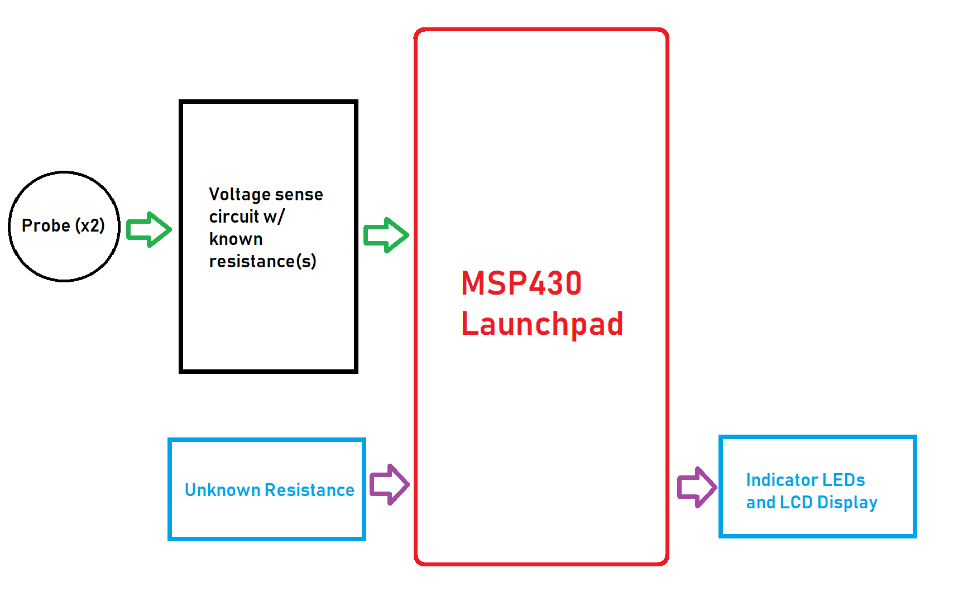 Probe (x2)
Voltage sense
circuit w/
known
resistance(s)
MSP430
Launchpad
Unknown Resistance
Indicator LEDs
and LCD Display